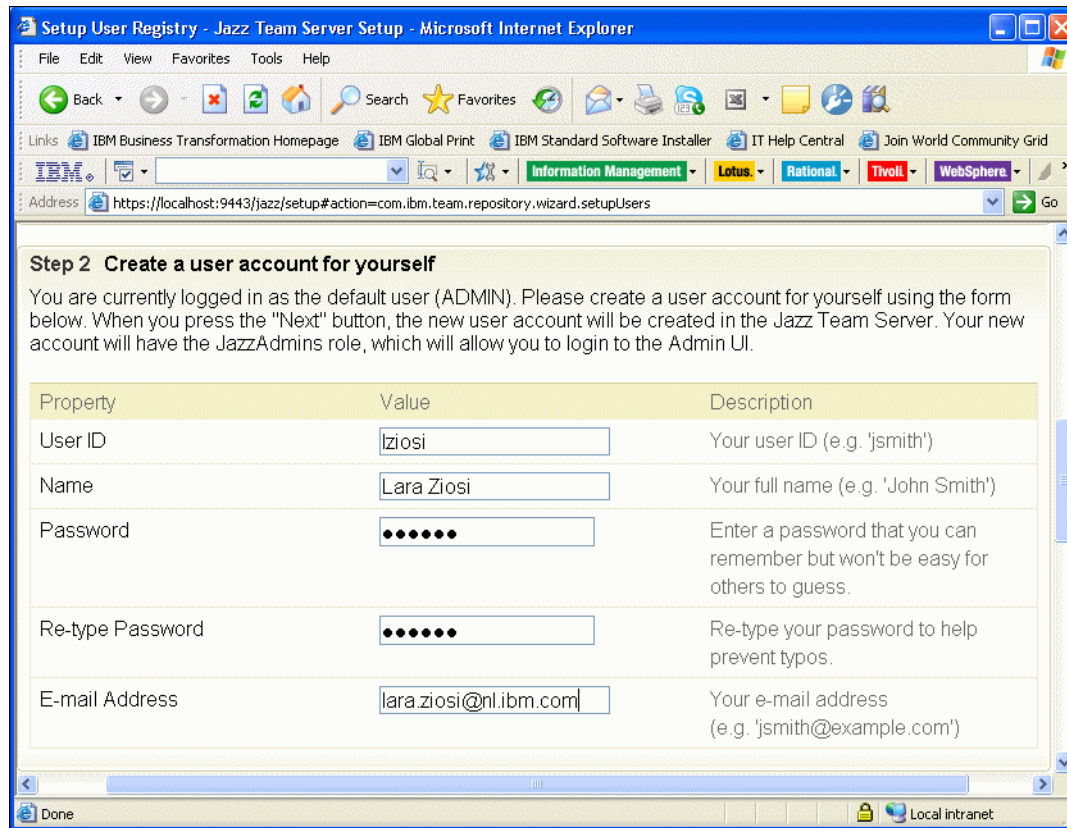 Setup User Registry - Jazz Team Server Setup - Microsoft Internet Explorer
File Edit View Favorites Tools Help
Back Search Favorites
Links IBM Business Transformation Homepage IBM Global Print IBM Standard Software Installer IT Help Central Join World Community Grid
IBM Information Management Lotus. Rational. Tivoli. WebSphere.
Address https://localhost:9443/jazz/setup#action=com.ibm.team.repository.wizard.setupUsers Go
Step 2 Create a user account for yourself
You are currently logged in as the default user (ADMIN). Please create a user account for yourself using the form
below. When you press the "Next" button, the new user account will be created in the Jazz Team Server. Your new
account will have the JazzAdmins role, which will allow you to login to the Admin UI.
Property Value Description
User ID lziosi Your user ID (e.g. 'jsmith')
Name Lara Ziosi Your full name (e.g. 'John Smith')
Password ●●●●●● Enter a password that you can
remember but won't be easy for
others to guess.
Re-type Password ●●●●●● Re-type your password to help
prevent typos.
E-mail Address lara.ziosi@nl.ibm.com Your e-mail address
(e.g. 'jsmith@example.com')
Done Local intranet